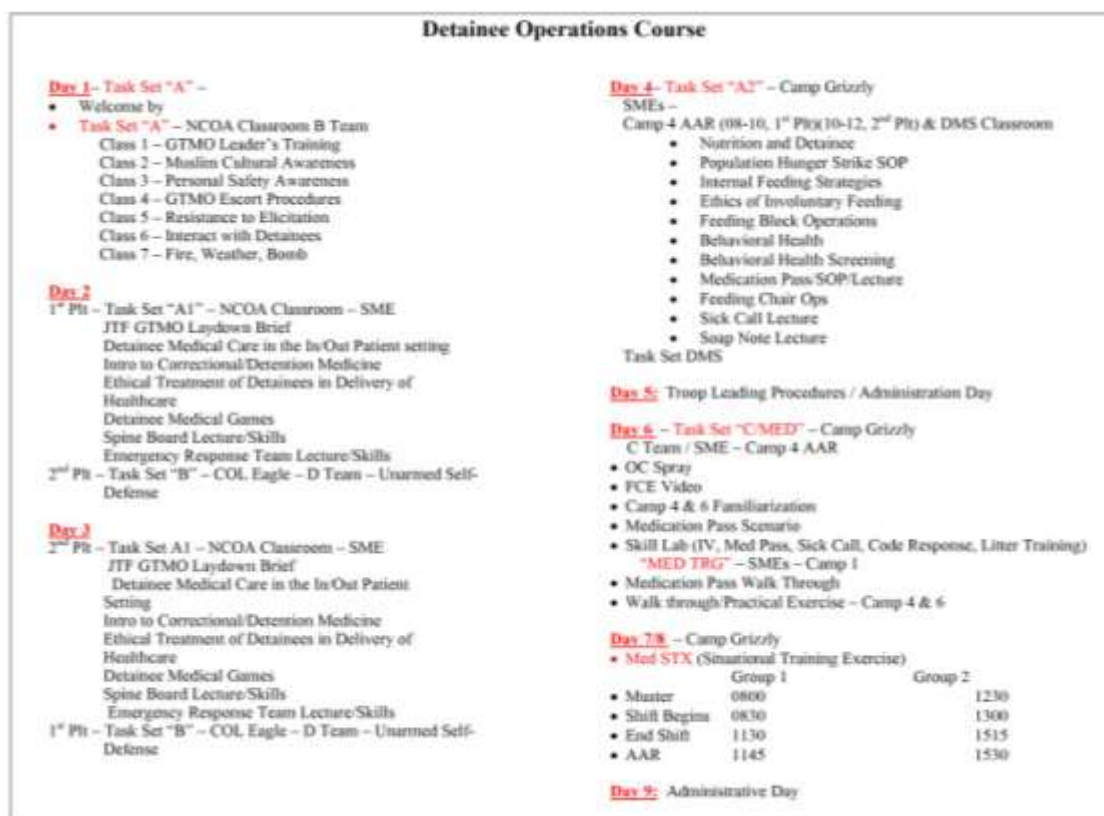 Detainee Operations Course
Day 1– Task Set “A” –
• Welcome by
• Task Set “A” – NCOA Classroom B Team
Class 1 – GTMO Leader’s Training
Class 2 – Muslim Cultural Awareness
Class 3 – Personal Safety Awareness
Class 4 – GTMO Escort Procedures
Class 5 – Resistance to Elicitation
Class 6 – Interact with Detainees
Class 7 – Fire, Weather, Bomb
Day 2
1st Plt – Task Set “A1” – NCOA Classroom – SME
JTF GTMO Laydown Brief
Detainee Medical Care in the In/Out Patient setting
Intro to Correctional/Detention Medicine
Ethical Treatment of Detainees in Delivery of
Healthcare
Detainee Medical Games
Spine Board Lecture/Skills
Emergency Response Team Lecture/Skills
2nd Plt – Task Set “B” – COL Eagle – D Team – Unarmed Self-
Defense
Day 3
2nd Plt – Task Set A1 – NCOA Classroom – SME
JTF GTMO Laydown Brief
Detainee Medical Care in the In/Out Patient
Setting
Intro to Correctional/Detention Medicine
Ethical Treatment of Detainees in Delivery of
Healthcare
Detainee Medical Games
Spine Board Lecture/Skills
Emergency Response Team Lecture/Skills
1st Plt – Task Set “B” – COL Eagle – D Team – Unarmed Self-
Defense
Day 4– Task Set “A2” – Camp Grizzly
SMEs –
Camp 4 AAR (08-10, 1st Plt)(10-12, 2nd Plt) & DMS Classroom
• Nutrition and Detainee
• Population Hunger Strike SOP
• Internal Feeding Strategies
• Ethics of Involuntary Feeding
• Feeding Block Operations
• Behavioral Health
• Behavioral Health Screening
• Medication Pass/SOP/Lecture
• Feeding Chair Ops
• Sick Call Lecture
• Soap Note Lecture
Task Set DMS
Day 5: Troop Leading Procedures / Administration Day
Day 6 – Task Set “C/MED” – Camp Grizzly
C Team / SME – Camp 4 AAR
• OC Spray
• FCE Video
• Camp 4 & 6 Familiarization
• Medication Pass Scenario
• Skill Lab (IV, Med Pass, Sick Call, Code Response, Litter Training)
“MED TRG” – SMEs – Camp 1
• Medication Pass Walk Through
• Walk through/Practical Exercise – Camp 4 & 6
Day 7/8 – Camp Grizzly
• Med STX (Situational Training Exercise)
Group 1 Group 2
• Muster 0800 1230
• Shift Begins 0830 1300
• End Shift 1130 1515
• AAR 1145 1530
Day 9: Administrative Day